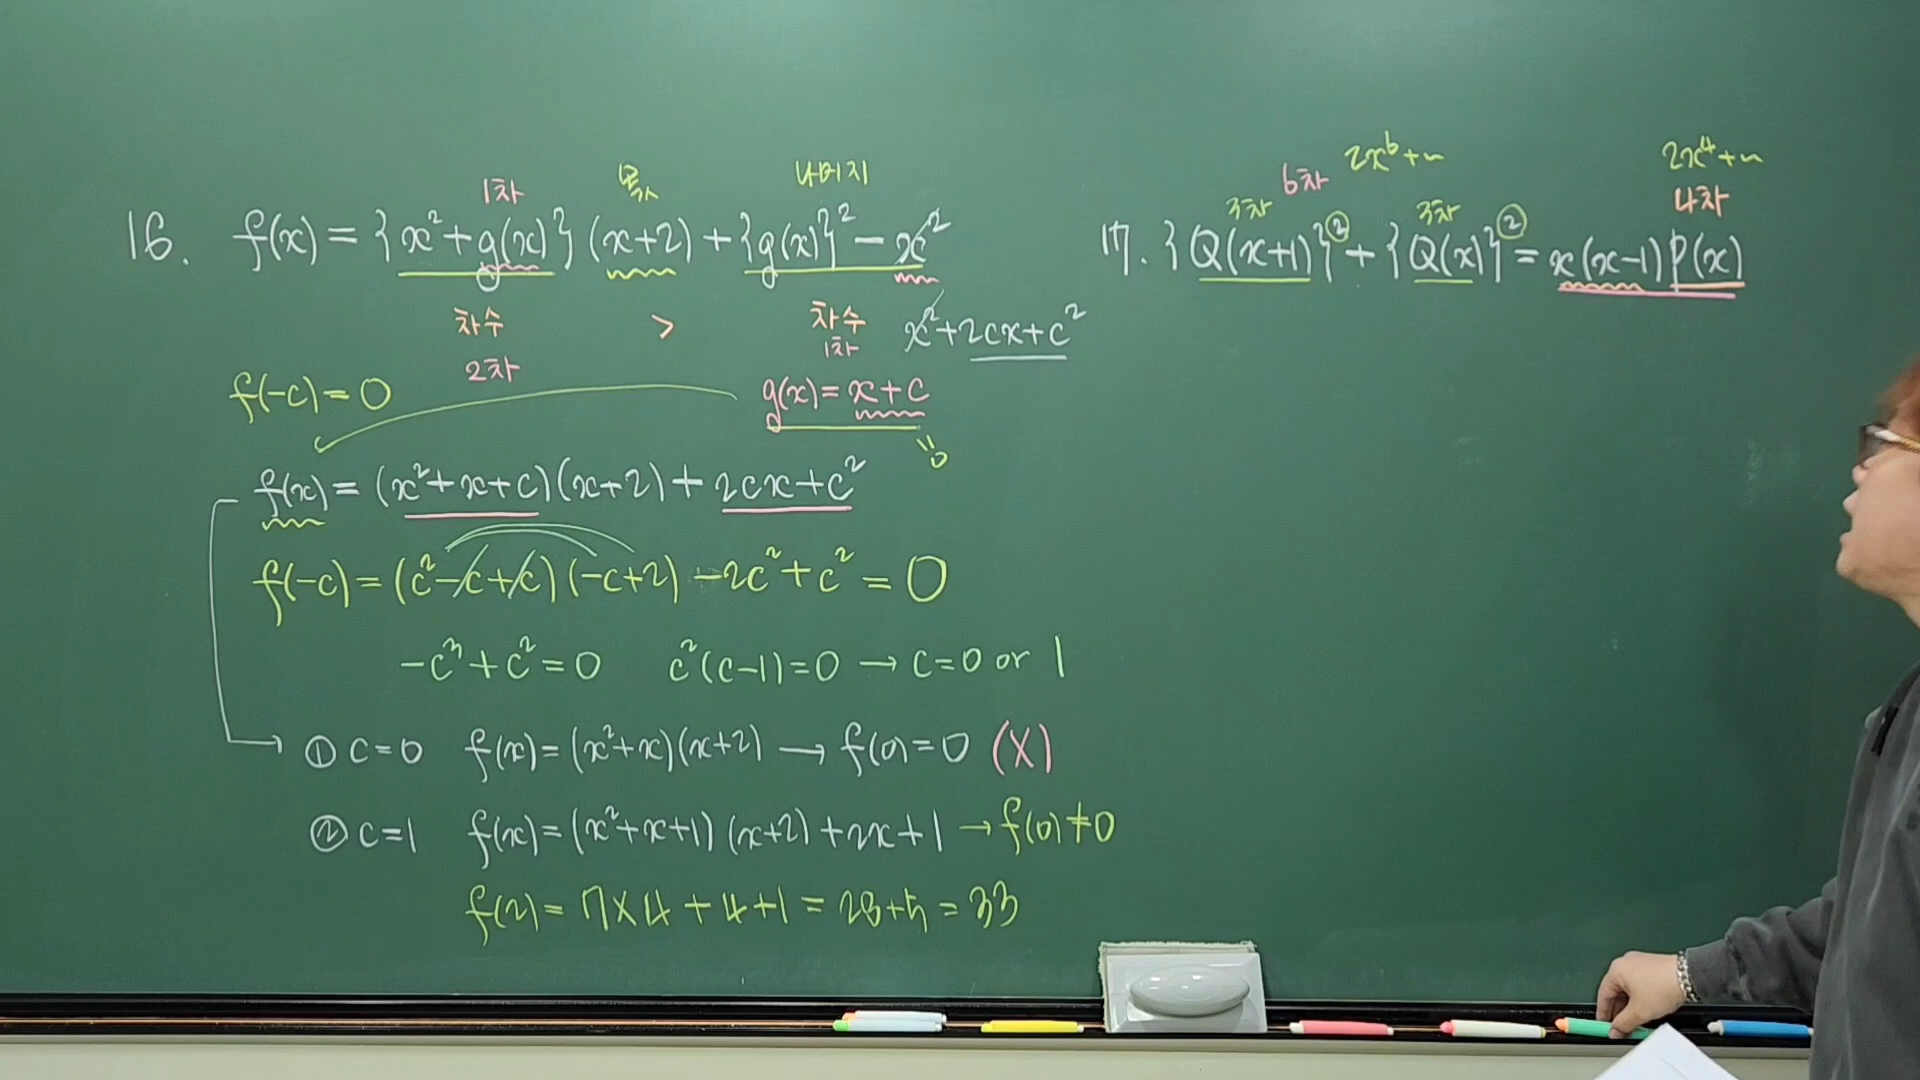 16. f(x) = {x²+g(x)}(x+2)+{g(x)}²-x²
1차 몫 나머지
차수 > 차수 x²+2cx+c²
2차 1차
f(-c)=0 g(x)=x+c
"0
f(x) = (x²+x+c)(x+2)+2cx+c²
f(-c)=(c²-c+c)(-c+2)-2c²+c²=0
-c³+c²=0 c²(c-1)=0 → c=0 or 1
① c=0 f(x)=(x²+x)(x+2) → f(0)=0 (X)
② c=1 f(x)=(x²+x+1)(x+2)+2x+1 → f(0)≠0
f(2)=7×4+4+1=28+5=33
6차 2x⁶+~ 2x⁴+~
3차 3차 4차
17. {Q(x+1)}²+{Q(x)}²=x(x-1)P(x)